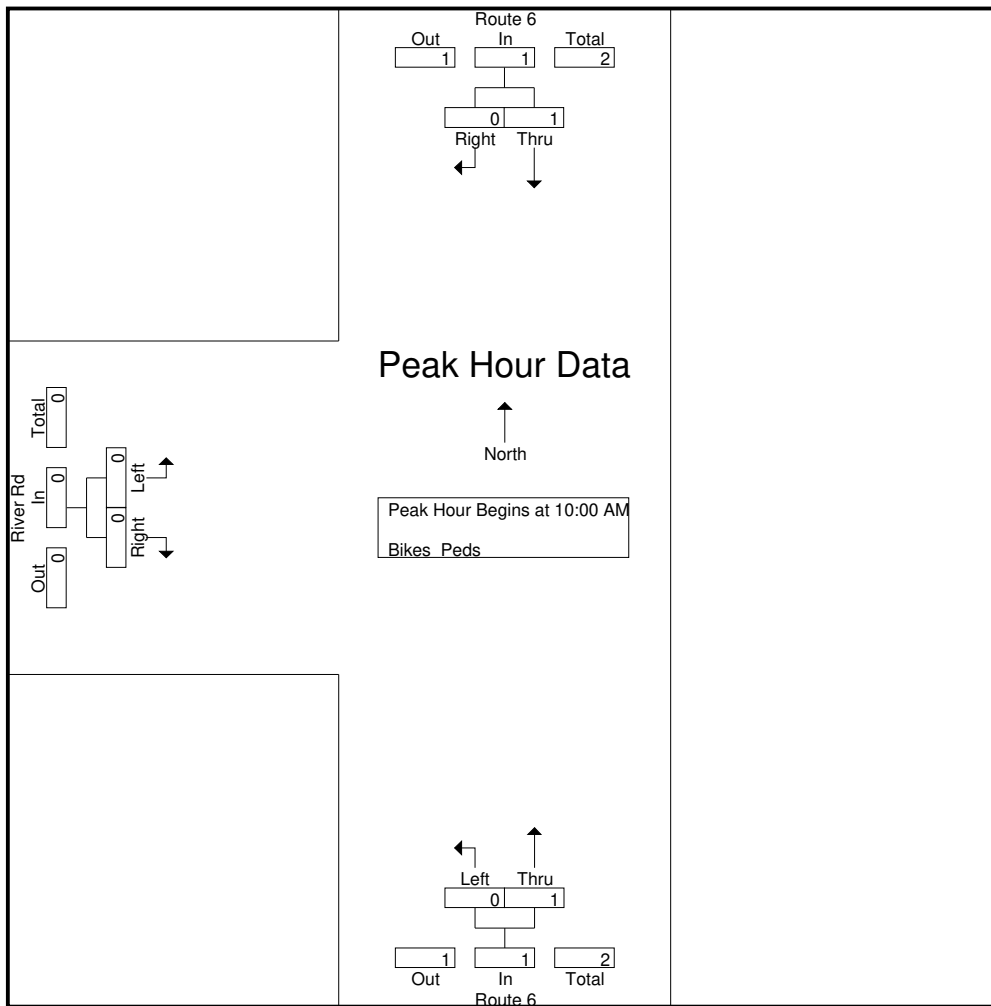 Route 6
Out In Total
1 1 2
0 1
Right Thru
Peak Hour Data
North
Peak Hour Begins at 10:00 AM
Bikes Peds
River Rd
Out In Total
0 0 0
Right Left
0 0
Left Thru
0 1
1 1 2
Out In Total
Route 6